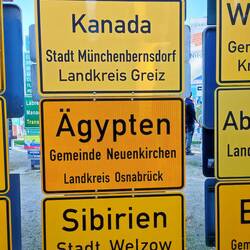 Kanada
Stadt Münchenbernsdorf
Landkreis Greiz
Ägypten
Gemeinde Neuenkirchen
Landkreis Osnabrück
Sibirien
Stadt Welzow